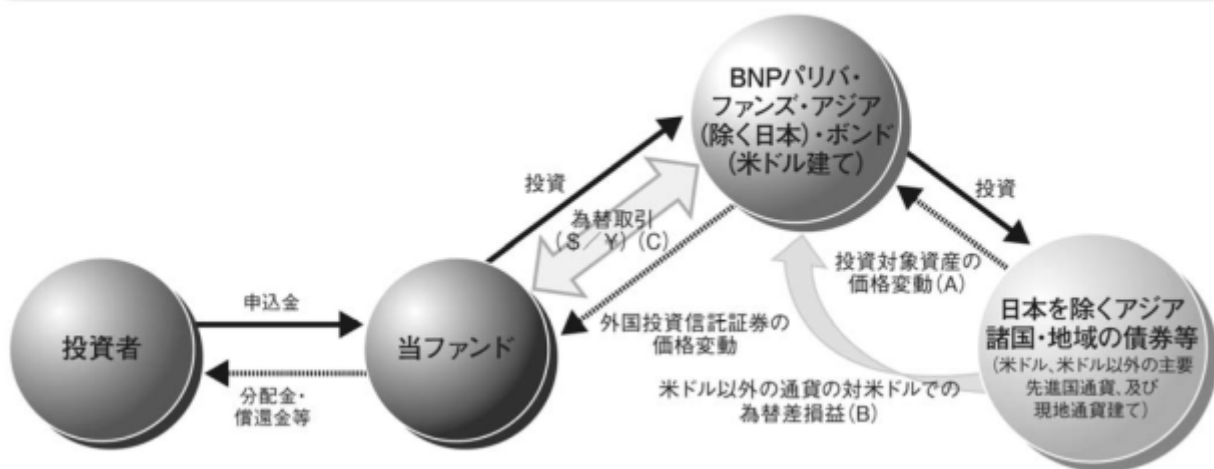 BNPパリバ・
ファンズ・アジア
(除く日本)・ボンド
(米ドル建て)
投資
投資
為替取引
($ ¥)(C)
投資対象資産の
価格変動(A)
申込金
投資者
当ファンド
外国投資信託証券の
価格変動
日本を除くアジア
諸国・地域の債券等
(米ドル、米ドル以外の主要
先進国通貨、及び
現地通貨建て)
分配金・
償還金等
米ドル以外の通貨の対米ドルでの
為替差損益(B)